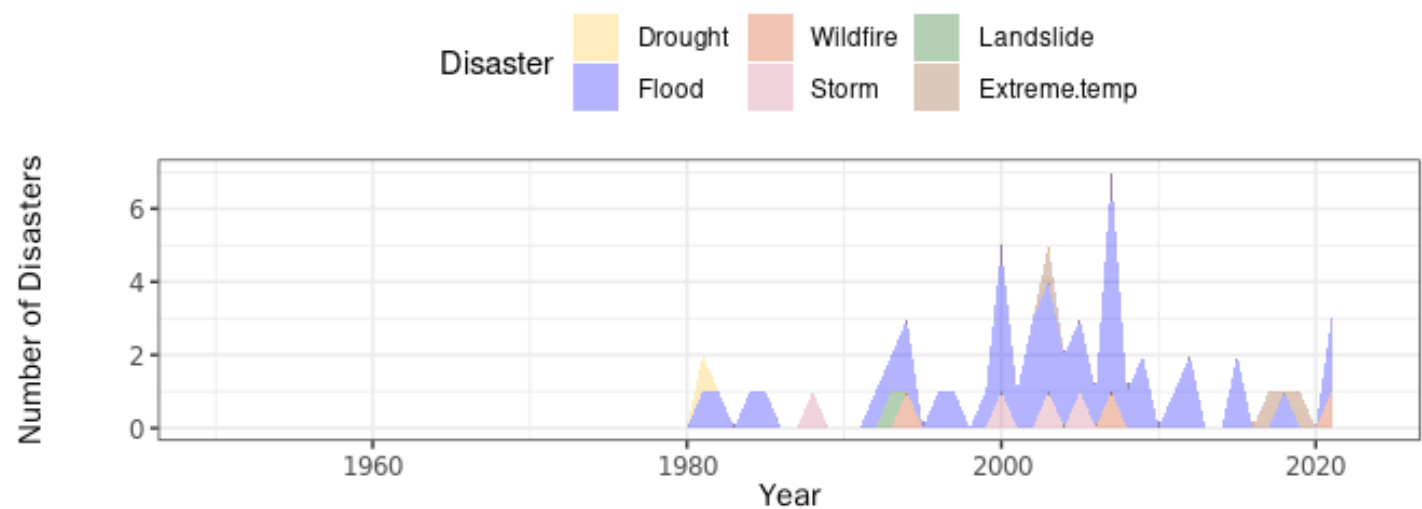 Disaster
Drought
Wildfire
Landslide
Flood
Storm
Extreme.temp
Number of Disasters
6
4
2
0
1960
1980
2000
2020
Year